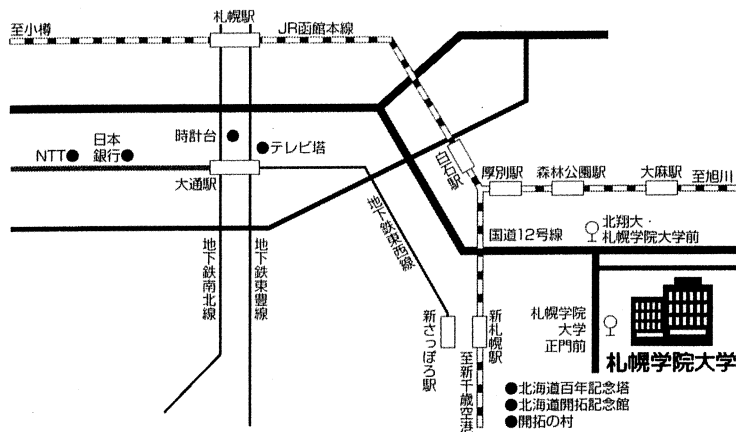 札幌駅
至小樽
JR函館本線
時計台
テレビ塔
NTT
日本
銀行
大通駅
白石駅
厚別駅
森林公園駅
大麻駅
至旭川
北翔大・
札幌学院大学前
国道12号線
地下鉄南北線
地下鉄東豊線
地下鉄東西線
新さっぽろ駅
新札幌駅
至新千歳空港
札幌学院
大学
正門前
札幌学院大学
北海道百年記念塔
北海道開拓記念館
開拓の村